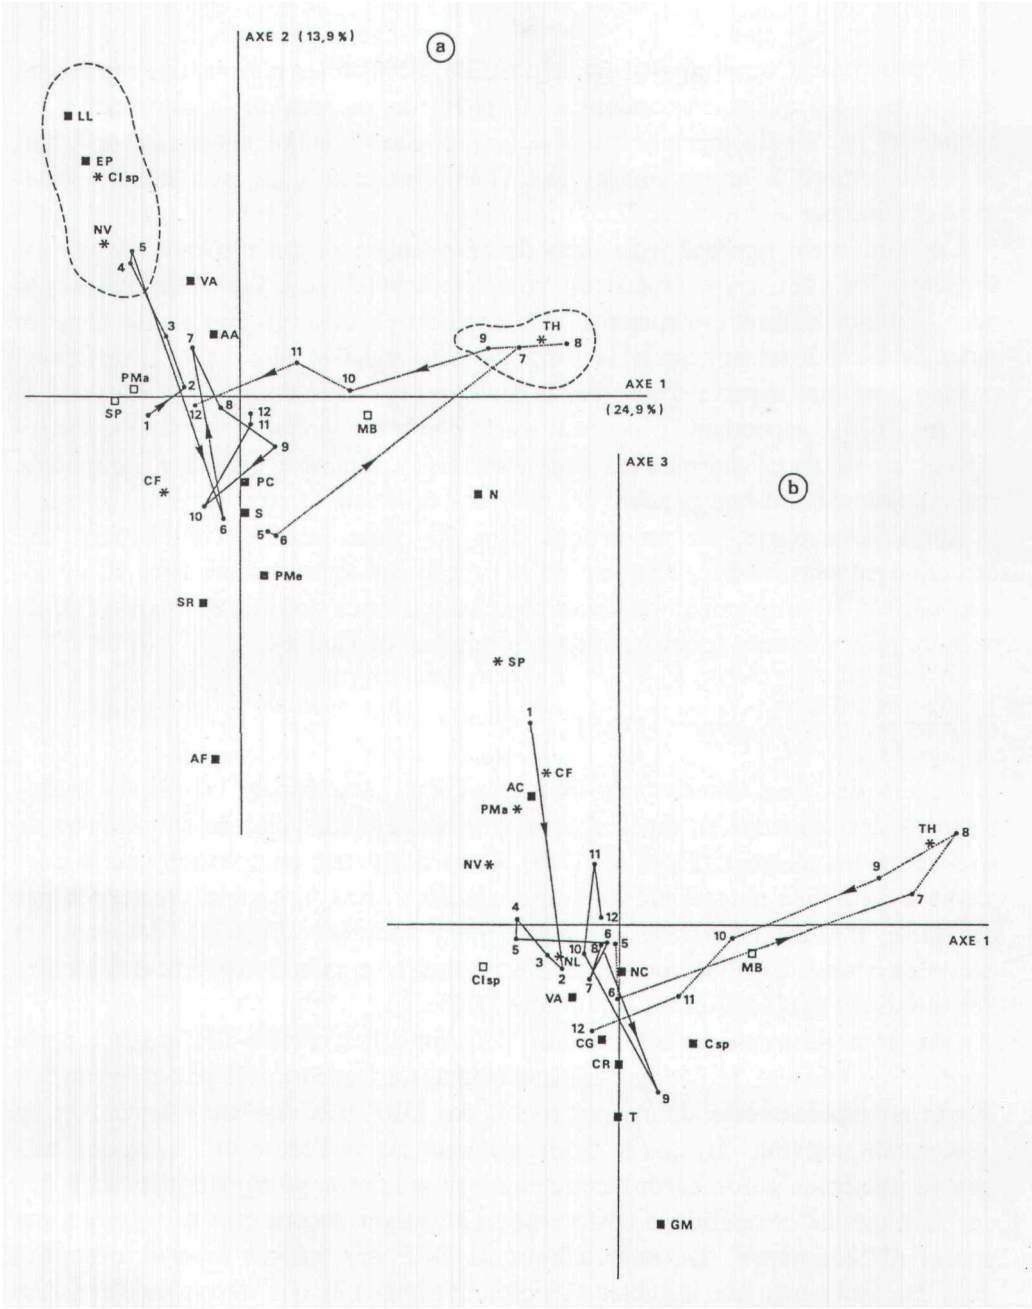 AXE 2 (13,9%)
a
LL
EP
* CIsp
NV
*
5
4
VA
3
7
AA
11
9
TH
*
7
8
PMa
2
10
AXE 1
SP
1
12
8
12
11
MB
(24,9%)
9
AXE 3
CF
*
PC
N
b
10
6
S
5
6
PMe
SR
* SP
1
AF
* CF
AC
PMa *
TH
*
8
NV *
11
9
7
4
12
5
3
10
8
6
5
10
AXE 1
* NL
2
MB
CIsp
7
NC
VA
6
11
12
CG
Csp
CR
9
T
GM